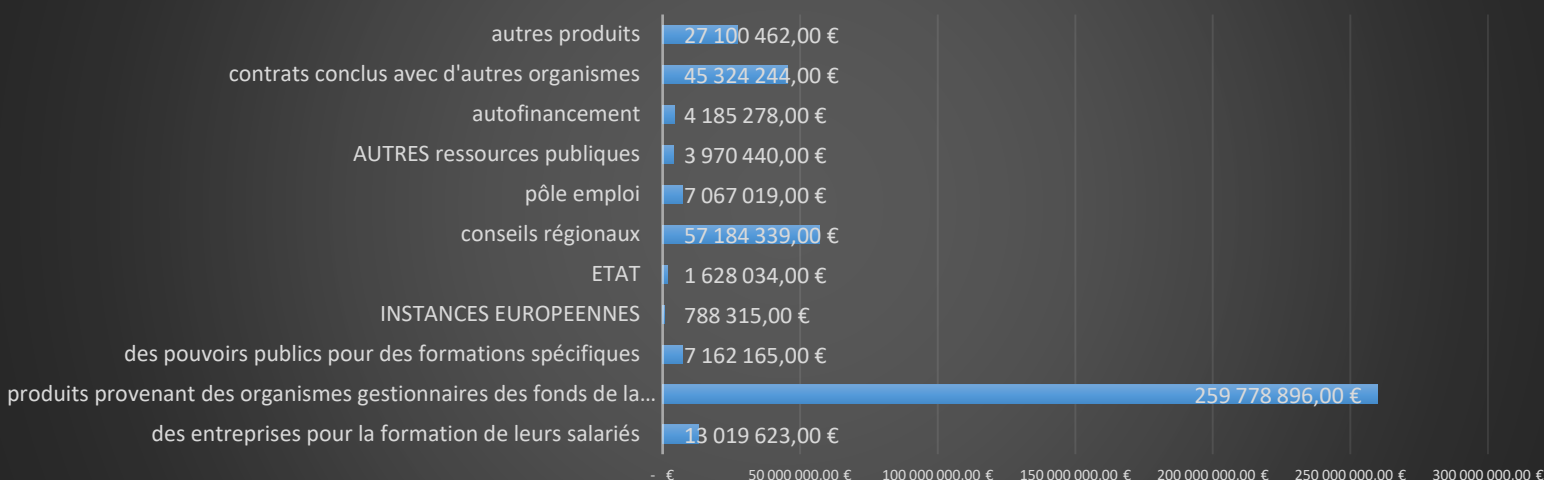 autres produits 27 100 462,00 €
contrats conclus avec d'autres organismes 45 324 244,00 €
autofinancement 4 185 278,00 €
AUTRES ressources publiques 3 970 440,00 €
pôle emploi 7 067 019,00 €
conseils régionaux 57 184 339,00 €
ETAT 1 628 034,00 €
INSTANCES EUROPEENNES 788 315,00 €
des pouvoirs publics pour des formations spécifiques 7 162 165,00 €
produits provenant des organismes gestionnaires des fonds de la... 259 778 896,00 €
des entreprises pour la formation de leurs salariés 13 019 623,00 €
- € 50 000 000,00 € 100 000 000,00 € 150 000 000,00 € 200 000 000,00 € 250 000 000,00 € 300 000 000,00 €